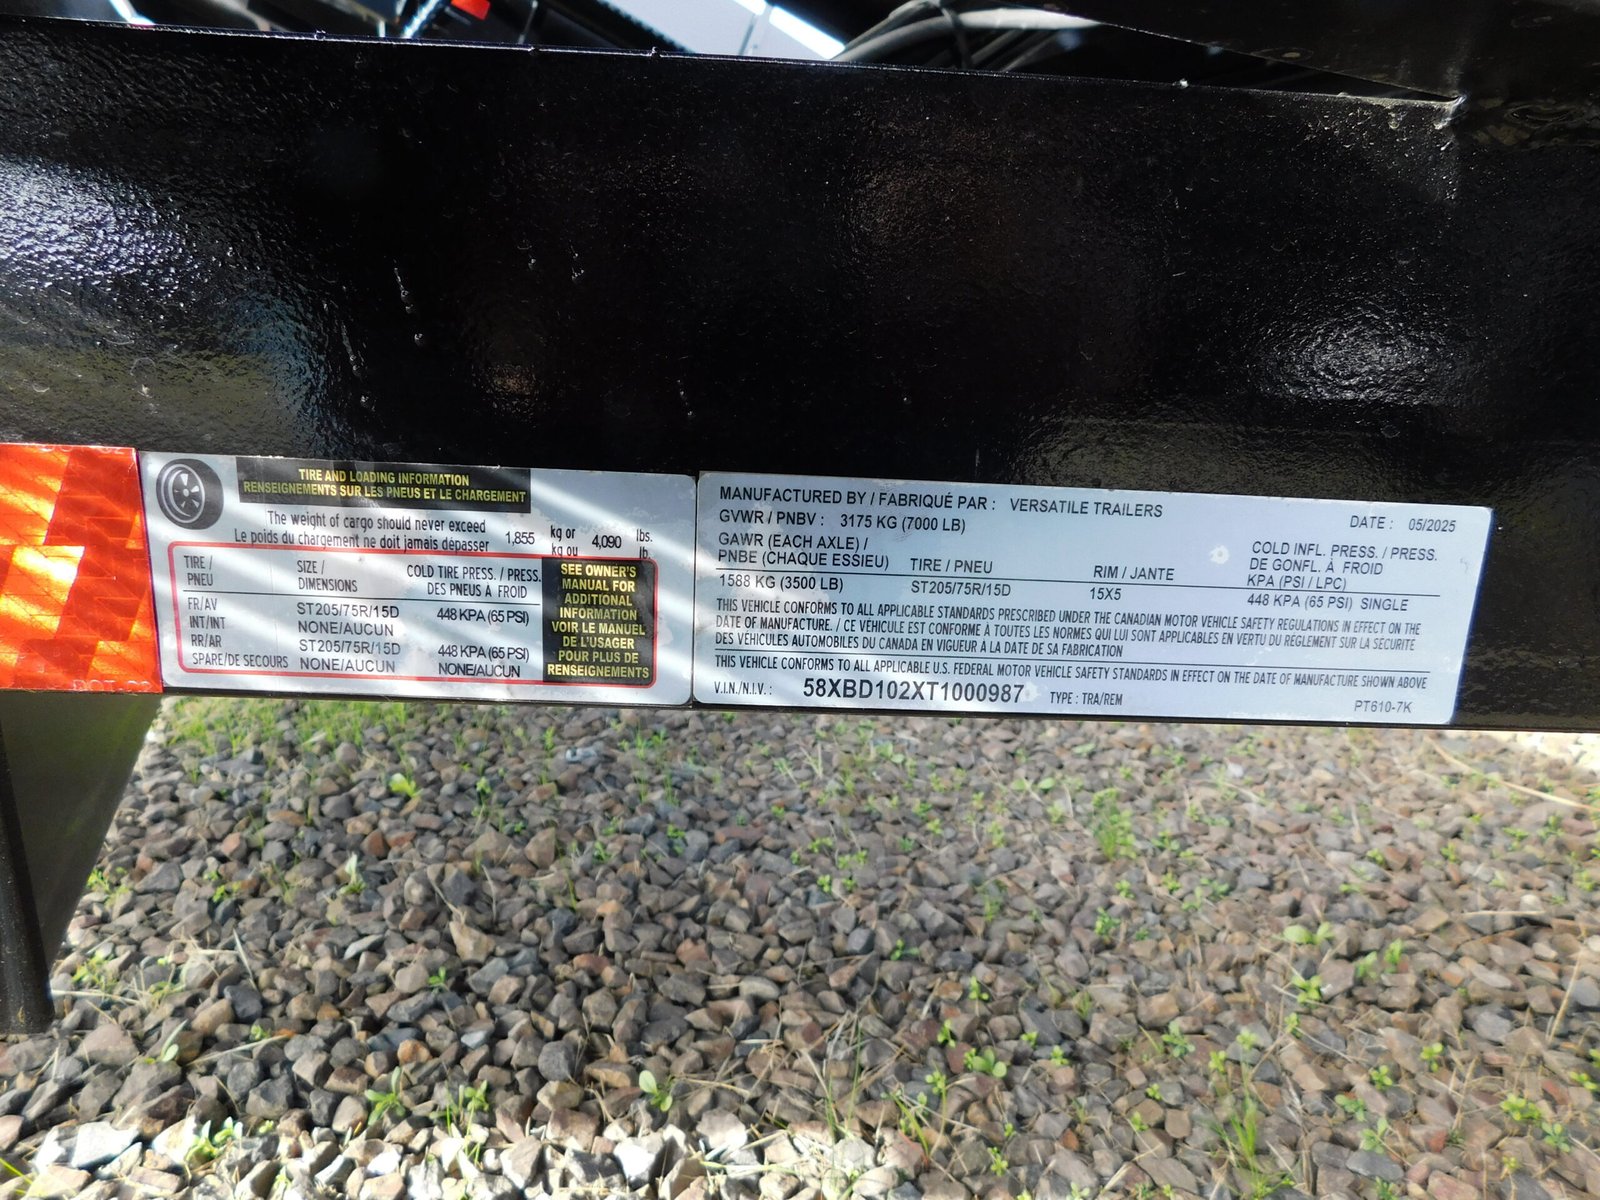 TIRE AND LOADING INFORMATION
RENSEIGNEMENTS SUR LES PNEUS ET LE CHARGEMENT
The weight of cargo should never exceed
Le poids du chargement ne doit jamais dépasser
1,855 kg or 4,090 lbs.
kg ou lb.
TIRE / SIZE / COLD TIRE PRESS. / PRESS.
PNEU DIMENSIONS DES PNEUS À FROID
FR/AV ST205/75R/15D 448 KPA (65 PSI)
INT/INT NONE/AUCUN
RR/AR ST205/75R/15D 448 KPA (65 PSI)
SPARE/DE SECOURS NONE/AUCUN NONE/AUCUN
SEE OWNER'S
MANUAL FOR
ADDITIONAL
INFORMATION
VOIR LE MANUEL
DE L'USAGER
POUR PLUS DE
RENSEIGNEMENTS
MANUFACTURED BY / FABRIQUÉ PAR : VERSATILE TRAILERS
GVWR / PNBV : 3175 KG (7000 LB) DATE : 05/2025
GAWR (EACH AXLE) / COLD INFL. PRESS. / PRESS.
PNBE (CHAQUE ESSIEU) TIRE / PNEU RIM / JANTE DE GONFL. À FROID
KPA (PSI / LPC)
1588 KG (3500 LB) ST205/75R/15D 15X5 448 KPA (65 PSI) SINGLE
THIS VEHICLE CONFORMS TO ALL APPLICABLE STANDARDS PRESCRIBED UNDER THE CANADIAN MOTOR VEHICLE SAFETY REGULATIONS IN EFFECT ON THE
DATE OF MANUFACTURE. / CE VÉHICULE EST CONFORME À TOUTES LES NORMES QUI LUI SONT APPLICABLES EN VERTU DU RÈGLEMENT SUR LA SÉCURITÉ
DES VÉHICULES AUTOMOBILES DU CANADA EN VIGUEUR À LA DATE DE SA FABRICATION
THIS VEHICLE CONFORMS TO ALL APPLICABLE U.S. FEDERAL MOTOR VEHICLE SAFETY STANDARDS IN EFFECT ON THE DATE OF MANUFACTURE SHOWN ABOVE
V.I.N./N.I.V. : 58XBD102XT1000987 TYPE : TRA/REM PT610-7K